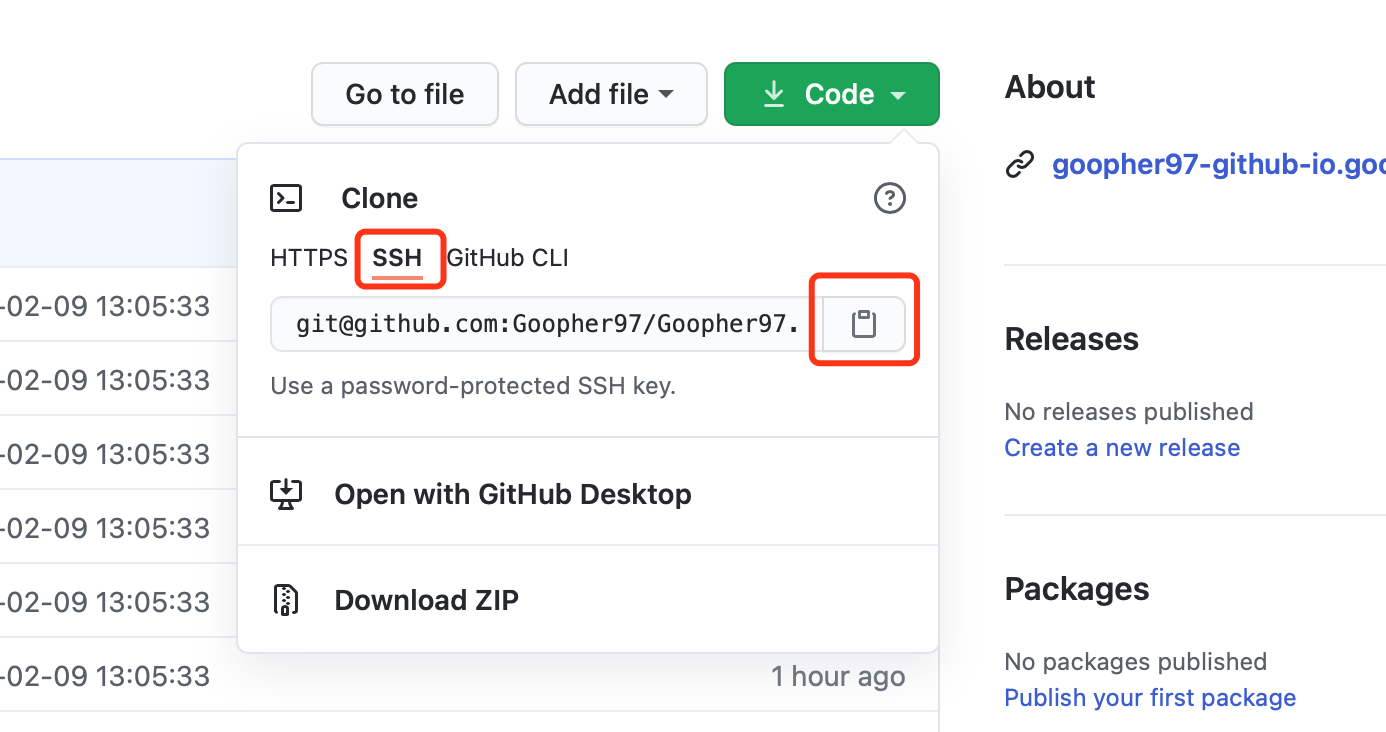 Go to file
Add file
Code
Clone
HTTPS
SSH
GitHub CLI
git@github.com:Goopher97/Goopher97.
Use a password-protected SSH key.
Open with GitHub Desktop
Download ZIP
-02-09 13:05:33
-02-09 13:05:33
-02-09 13:05:33
-02-09 13:05:33
-02-09 13:05:33
-02-09 13:05:33
1 hour ago
About
goopher97-github-io.goo
Releases
No releases published
Create a new release
Packages
No packages published
Publish your first package